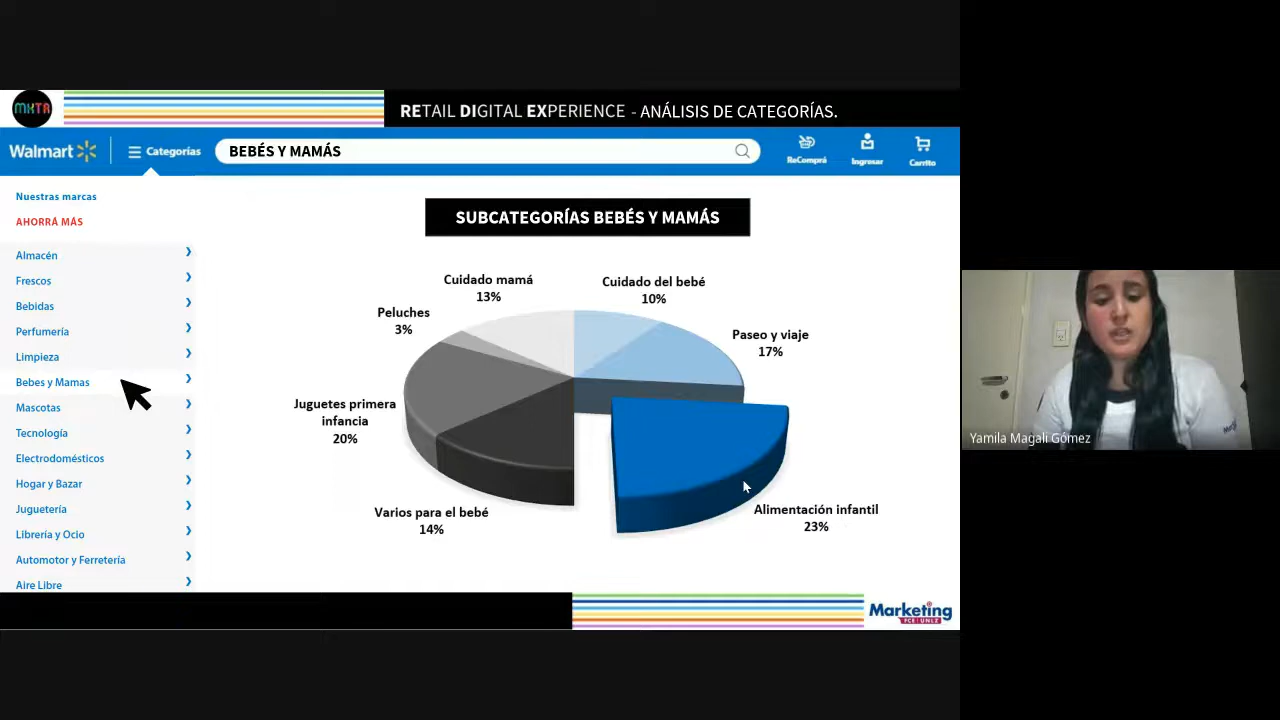 MKTR
RETAIL DIGITAL EXPERIENCE - ANÁLISIS DE CATEGORÍAS.
Walmart
Categorías
BEBÉS Y MAMÁS
ReComprá
Ingresar
Carrito
Nuestras marcas
AHORRÁ MÁS
Almacén
Frescos
Bebidas
Perfumería
Limpieza
Bebes y Mamas
Mascotas
Tecnología
Electrodomésticos
Hogar y Bazar
Juguetería
Librería y Ocio
Automotor y Ferretería
Aire Libre
SUBCATEGORÍAS BEBÉS Y MAMÁS
Cuidado mamá
13%
Cuidado del bebé
10%
Peluches
3%
Paseo y viaje
17%
Juguetes primera
infancia
20%
Varios para el bebé
14%
Alimentación infantil
23%
Marketing
FCE UNLZ
Yamila Magalí Gómez